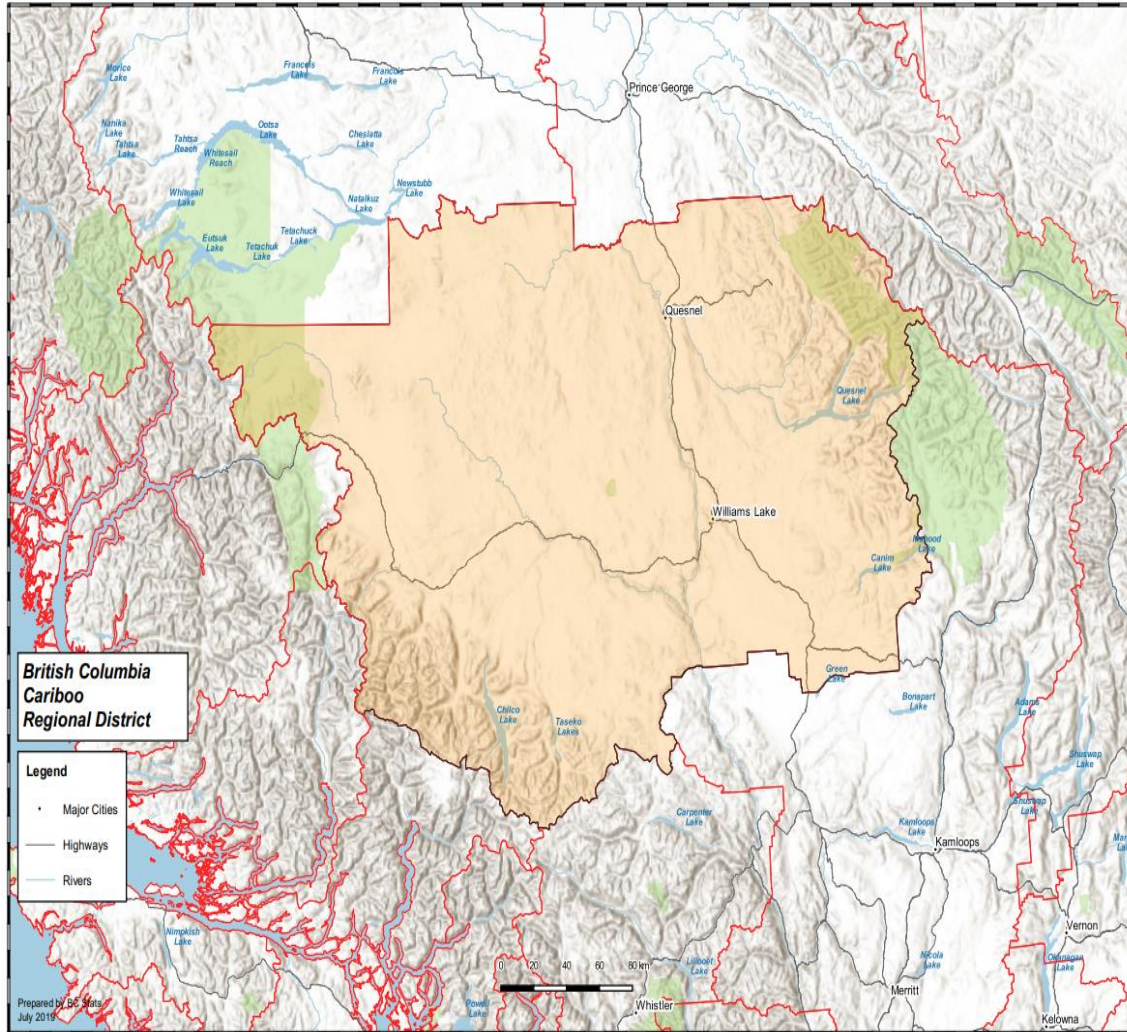 Morice
Lake
Francois
Lake
Francois
Lake
Prince George
Nanika
Lake
Tahtsa
Lake
Tahtsa
Reach
Ootsa
Lake
Whitesail
Reach
Cheslatta
Lake
Whitesail
Lake
Newstubb
Lake
Natalkuz
Lake
Eutsuk
Lake
Tetachuk
Lake
Tetachuck
Lake
Quesnel
Quesnel
Lake
Williams Lake
Canim
Lake
Lake
Green
Lake
Bonapart
Lake
Adams
Lake
Shuswap
Lake
Shuswap
Lake
Chilco
Lake
Taseko
Lakes
Carpenter
Lake
Kamloops
Lake
Kamloops
Vernon
Okanagan
Lake
Nicola
Lake
Merritt
Kelowna
Lillooet
Lake
Whistler
Powell
Lake
Nimpkish
Lake
British Columbia
Cariboo
Regional District
Legend
Major Cities
Highways
Rivers
0 20 40 60 80 km
Prepared by BC Stats
July 2019